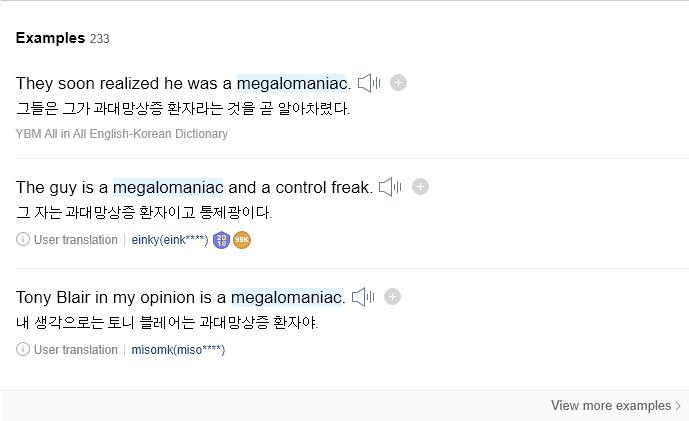 Examples 233
They soon realized he was a megalomaniac.
그들은 그가 과대망상증 환자라는 것을 곧 알아차렸다.
YBM All in All English-Korean Dictionary
The guy is a megalomaniac and a control freak.
그 자는 과대망상증 환자이고 통제광이다.
User translation | einky(eink****) 2018 69K
Tony Blair in my opinion is a megalomaniac.
내 생각으로는 토니 블레어는 과대망상증 환자야.
User translation | misomk(miso****)
View more examples >